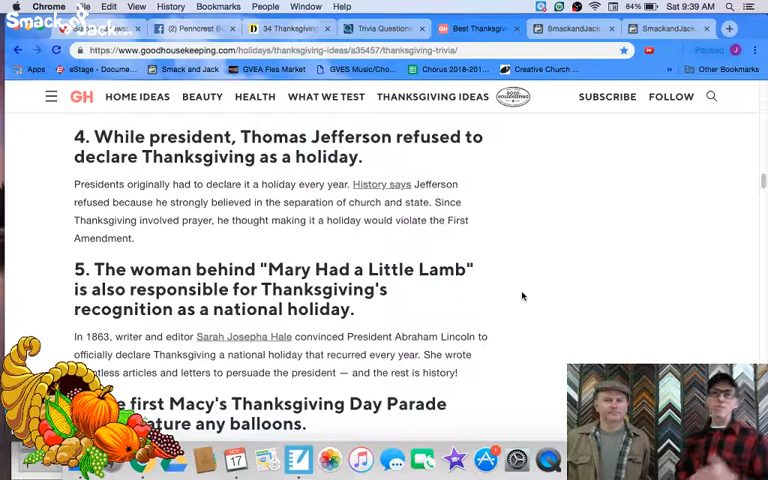 Chrome File Edit View History Bookmarks People Window Help 84% Sat 9:39 AM
Smack & Jack
(2) Penncrest B 34 Thanksgiving Trivia Question Best Thanksgiv SmackandJack SmackandJack
https://www.goodhousekeeping.com/holidays/thanksgiving-ideas/a35457/thanksgiving-trivia/ Paused J
Apps eStage - Docume... Smack and Jack GVEA Flea Market GVES Music/Cho... Chorus 2018-201... Creative Church ... Other Bookmarks
GH HOME IDEAS BEAUTY HEALTH WHAT WE TEST THANKSGIVING IDEAS SUBSCRIBE FOLLOW
4. While president, Thomas Jefferson refused to
declare Thanksgiving as a holiday.
Presidents originally had to declare it a holiday every year. History says Jefferson
refused because he strongly believed in the separation of church and state. Since
Thanksgiving involved prayer, he thought making it a holiday would violate the First
Amendment.
5. The woman behind "Mary Had a Little Lamb"
is also responsible for Thanksgiving's
recognition as a national holiday.
In 1863, writer and editor Sarah Josepha Hale convinced President Abraham Lincoln to
officially declare Thanksgiving a national holiday that recurred every year. She wrote
letters and articles to persuade the president — and the rest is history!
first Macy's Thanksgiving Day Parade
ature any balloons.
NOV
17
1